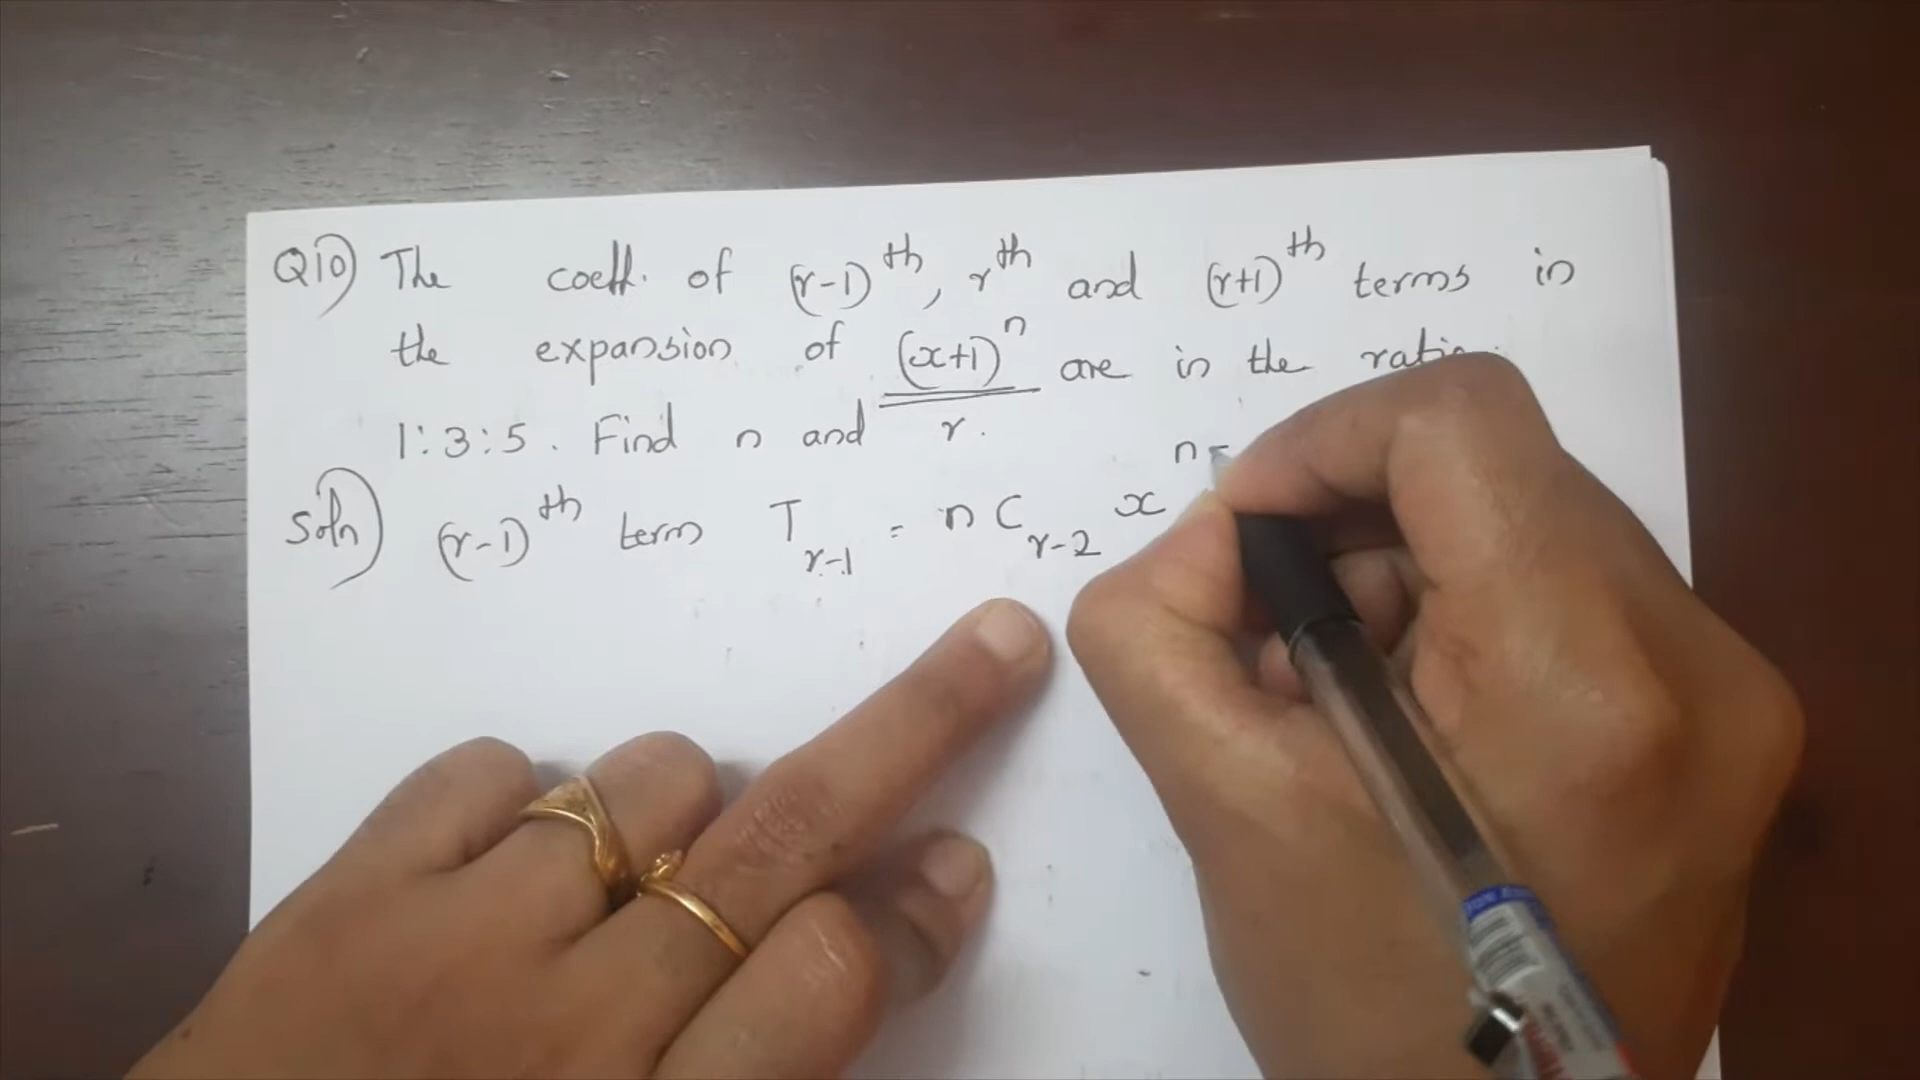 Q10) The coeff. of (r-1)th, rth and (r+1)th terms in
the expansion of (x+1)^n are in the ratio
1:3:5. Find n and r.
Soln) (r-1)th term T_{r-1} = nC_{r-2} x^{n-